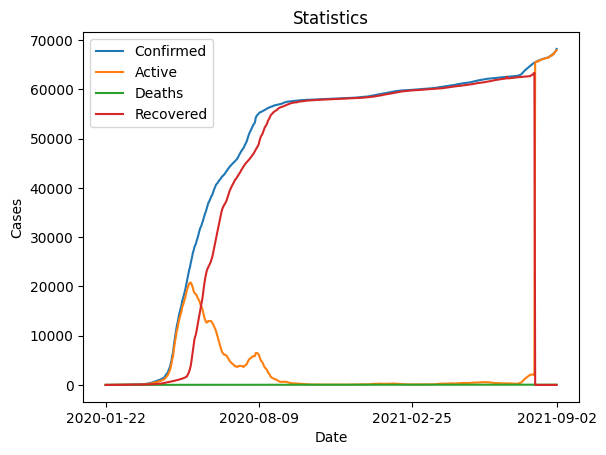 Statistics
70000
60000
50000
40000
30000
20000
10000
0
Cases
Confirmed
Active
Deaths
Recovered
2020-01-22
2020-08-09
2021-02-25
2021-09-02
Date